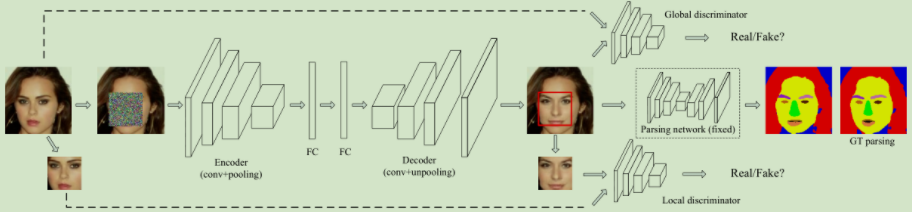 Global discriminator
Real/Fake?
Encoder
(conv+pooling)
FC
FC
Decoder
(conv+unpooling)
Parsing network (fixed)
GT parsing
Real/Fake?
Local discriminator